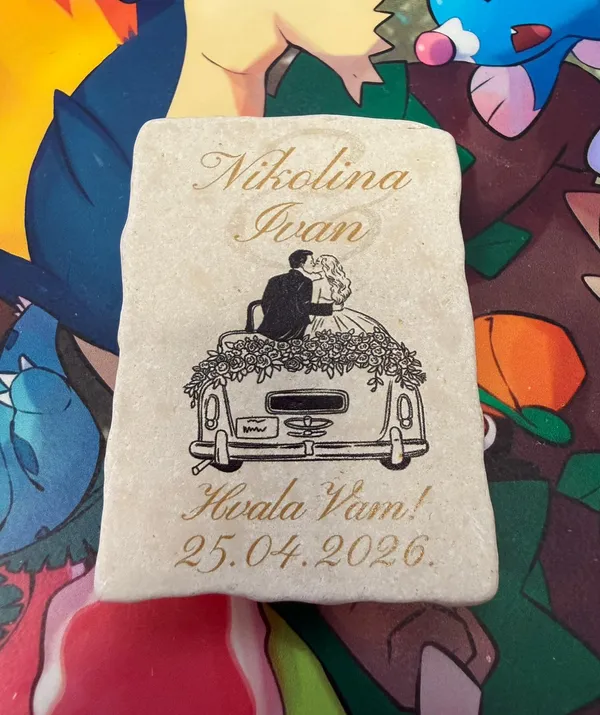 Nikolina
&
Ivan
Hvala Vam!
25.04.2026.